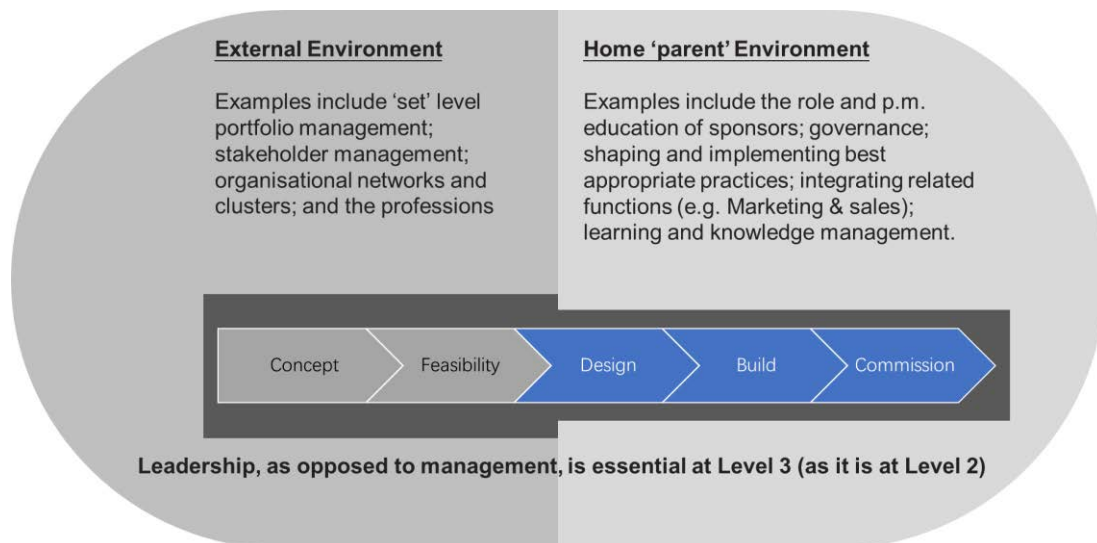 External Environment
Examples include ‘set’ level
portfolio management;
stakeholder management;
organisational networks and
clusters; and the professions
Home ‘parent’ Environment
Examples include the role and p.m.
education of sponsors; governance;
shaping and implementing best
appropriate practices; integrating related
functions (e.g. Marketing & sales);
learning and knowledge management.
Concept
Feasibility
Design
Build
Commission
Leadership, as opposed to management, is essential at Level 3 (as it is at Level 2)